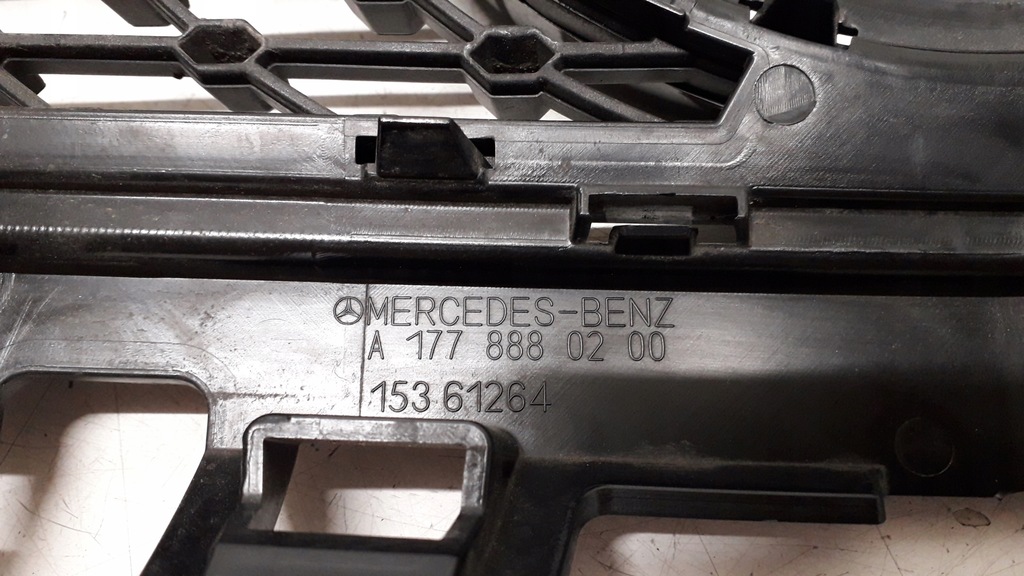 MERCEDES-BENZ
A 177 888 02 00
153 61264